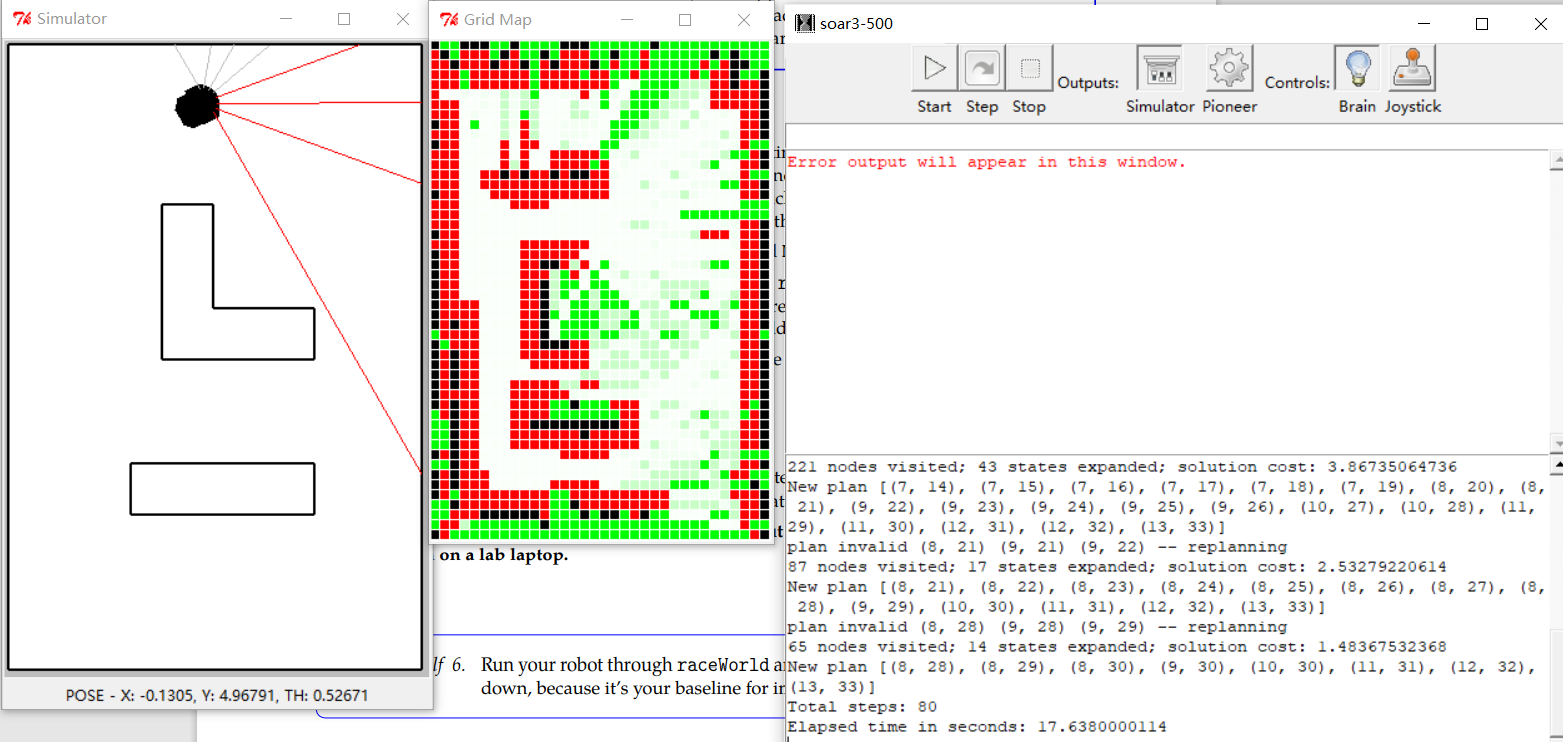 Simulator
Grid Map
soar3-500
Start
Step
Stop
Outputs:
Simulator
Pioneer
Controls:
Brain
Joystick
Error output will appear in this window.
on a lab laptop.
6. Run your robot through raceWorld
down, because it's your baseline for
POSE - X: -0.1305, Y: 4.96791, TH: 0.52671
221 nodes visited; 43 states expanded; solution cost: 3.86735064736
New plan [(7, 14), (7, 15), (7, 16), (7, 17), (7, 18), (7, 19), (8, 20), (8,
21), (9, 22), (9, 23), (9, 24), (9, 25), (9, 26), (10, 27), (10, 28), (11,
29), (11, 30), (12, 31), (12, 32), (13, 33)]
plan invalid (8, 21) (9, 21) (9, 22) -- replanning
87 nodes visited; 17 states expanded; solution cost: 2.53279220614
New plan [(8, 21), (8, 22), (8, 23), (8, 24), (8, 25), (8, 26), (8, 27), (8,
28), (9, 29), (10, 30), (11, 31), (12, 32), (13, 33)]
plan invalid (8, 28) (9, 28) (9, 29) -- replanning
65 nodes visited; 14 states expanded; solution cost: 1.48367532368
New plan [(8, 28), (8, 29), (8, 30), (9, 30), (10, 30), (11, 31), (12, 32),
(13, 33)]
Total steps: 80
Elapsed time in seconds: 17.6380000114